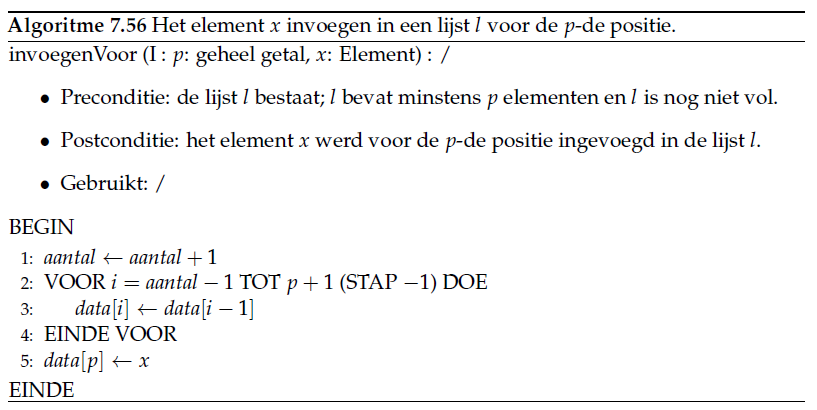 Algoritme 7.56 Het element x invoegen in een lijst l voor de p-de positie.
invoegenVoor (I : p: geheel getal, x: Element) : /
• Preconditie: de lijst l bestaat; l bevat minstens p elementen en l is nog niet vol.
• Postconditie: het element x werd voor de p-de positie ingevoegd in de lijst l.
• Gebruikt: /
BEGIN
1: aantal ← aantal + 1
2: VOOR i = aantal − 1 TOT p + 1 (STAP −1) DOE
3: data[i] ← data[i − 1]
4: EINDE VOOR
5: data[p] ← x
EINDE